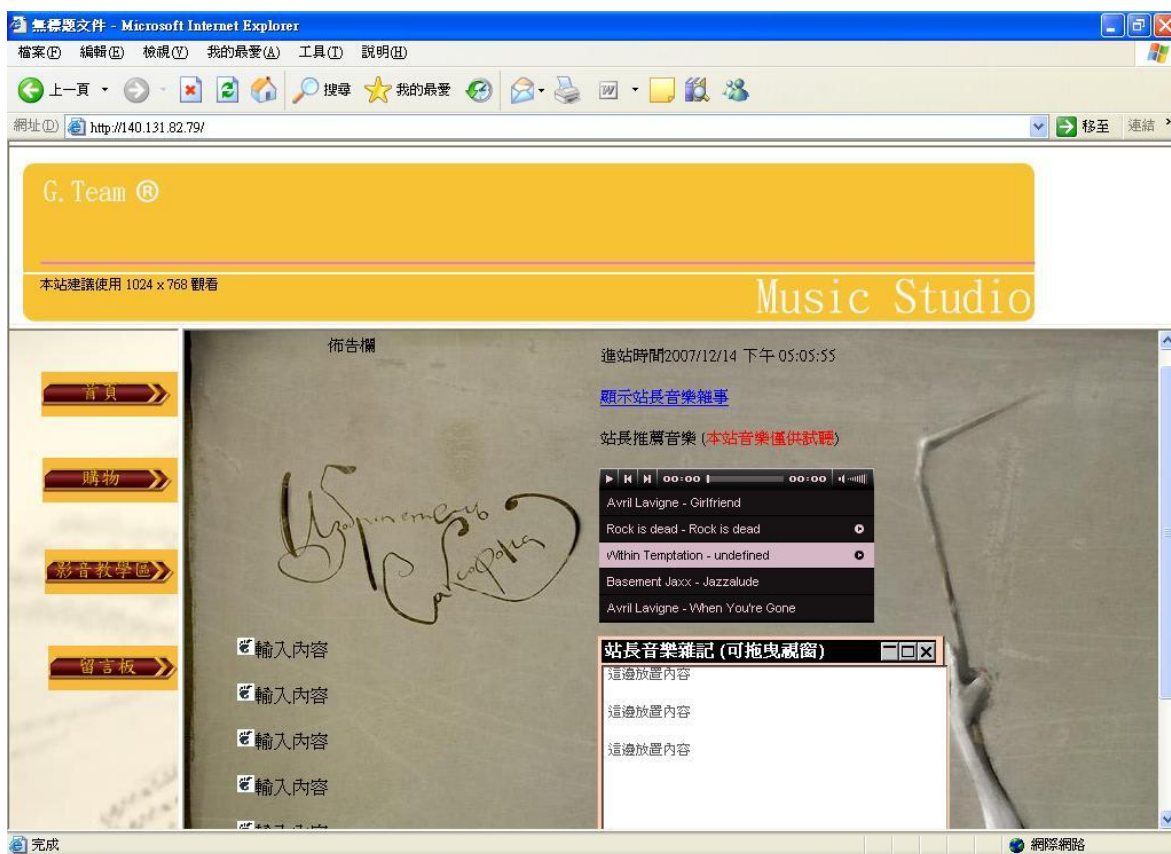 無標題文件 - Microsoft Internet Explorer
檔案(F) 編輯(E) 檢視(V) 我的最愛(A) 工具(T) 說明(H)
上一頁 搜尋 我的最愛
網址(D) http://140.131.82.79/ 移至 連結 »
G. Team ®
本站建議使用 1024 x 768 觀看
Music Studio
首頁
購物
影音教學區
留言板
佈告欄
輸入內容
輸入內容
輸入內容
輸入內容
輸入內容
進站時間2007/12/14 下午 05:05:55
顯示站長音樂雜事
站長推薦音樂 (本站音樂僅供試聽)
00:00 00:00
Avril Lavigne - Girlfriend
Rock is dead - Rock is dead
Within Temptation - undefined
Basement Jaxx - Jazzalude
Avril Lavigne - When You're Gone
站長音樂雜記 (可拖曳視窗)
這邊放置內容
這邊放置內容
這邊放置內容
完成 網際網路